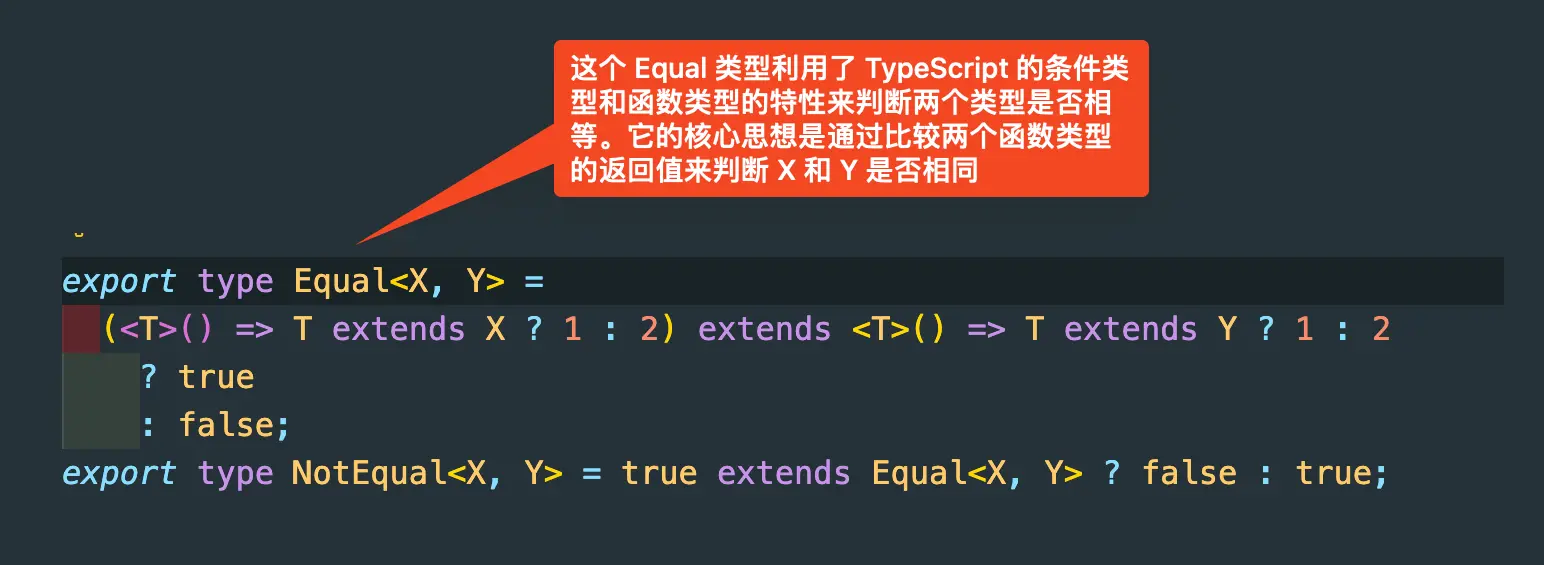 这个 Equal 类型利用了 TypeScript 的条件类
型和函数类型的特性来判断两个类型是否相
等。它的核心思想是通过比较两个函数类型
的返回值来判断 X 和 Y 是否相同
export type Equal<X, Y> =
(<T>() => T extends X ? 1 : 2) extends <T>() => T extends Y ? 1 : 2
? true
: false;
export type NotEqual<X, Y> = true extends Equal<X, Y> ? false : true;